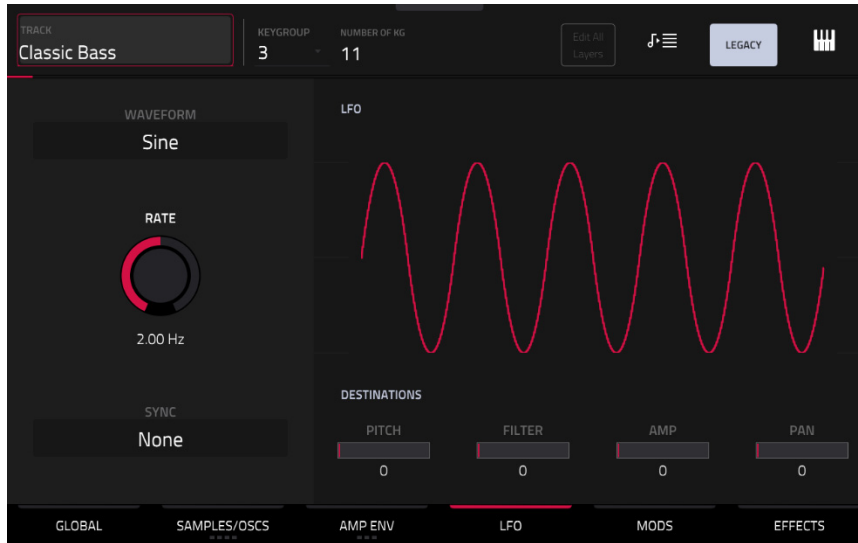 TRACK
Classic Bass
KEYGROUP
3
NUMBER OF KG
11
Edit All
Layers
LEGACY
WAVEFORM
Sine
RATE
2.00 Hz
SYNC
None
LFO
DESTINATIONS
PITCH FILTER AMP PAN
0 0 0 0
GLOBAL SAMPLES/OSCS AMP ENV LFO MODS EFFECTS